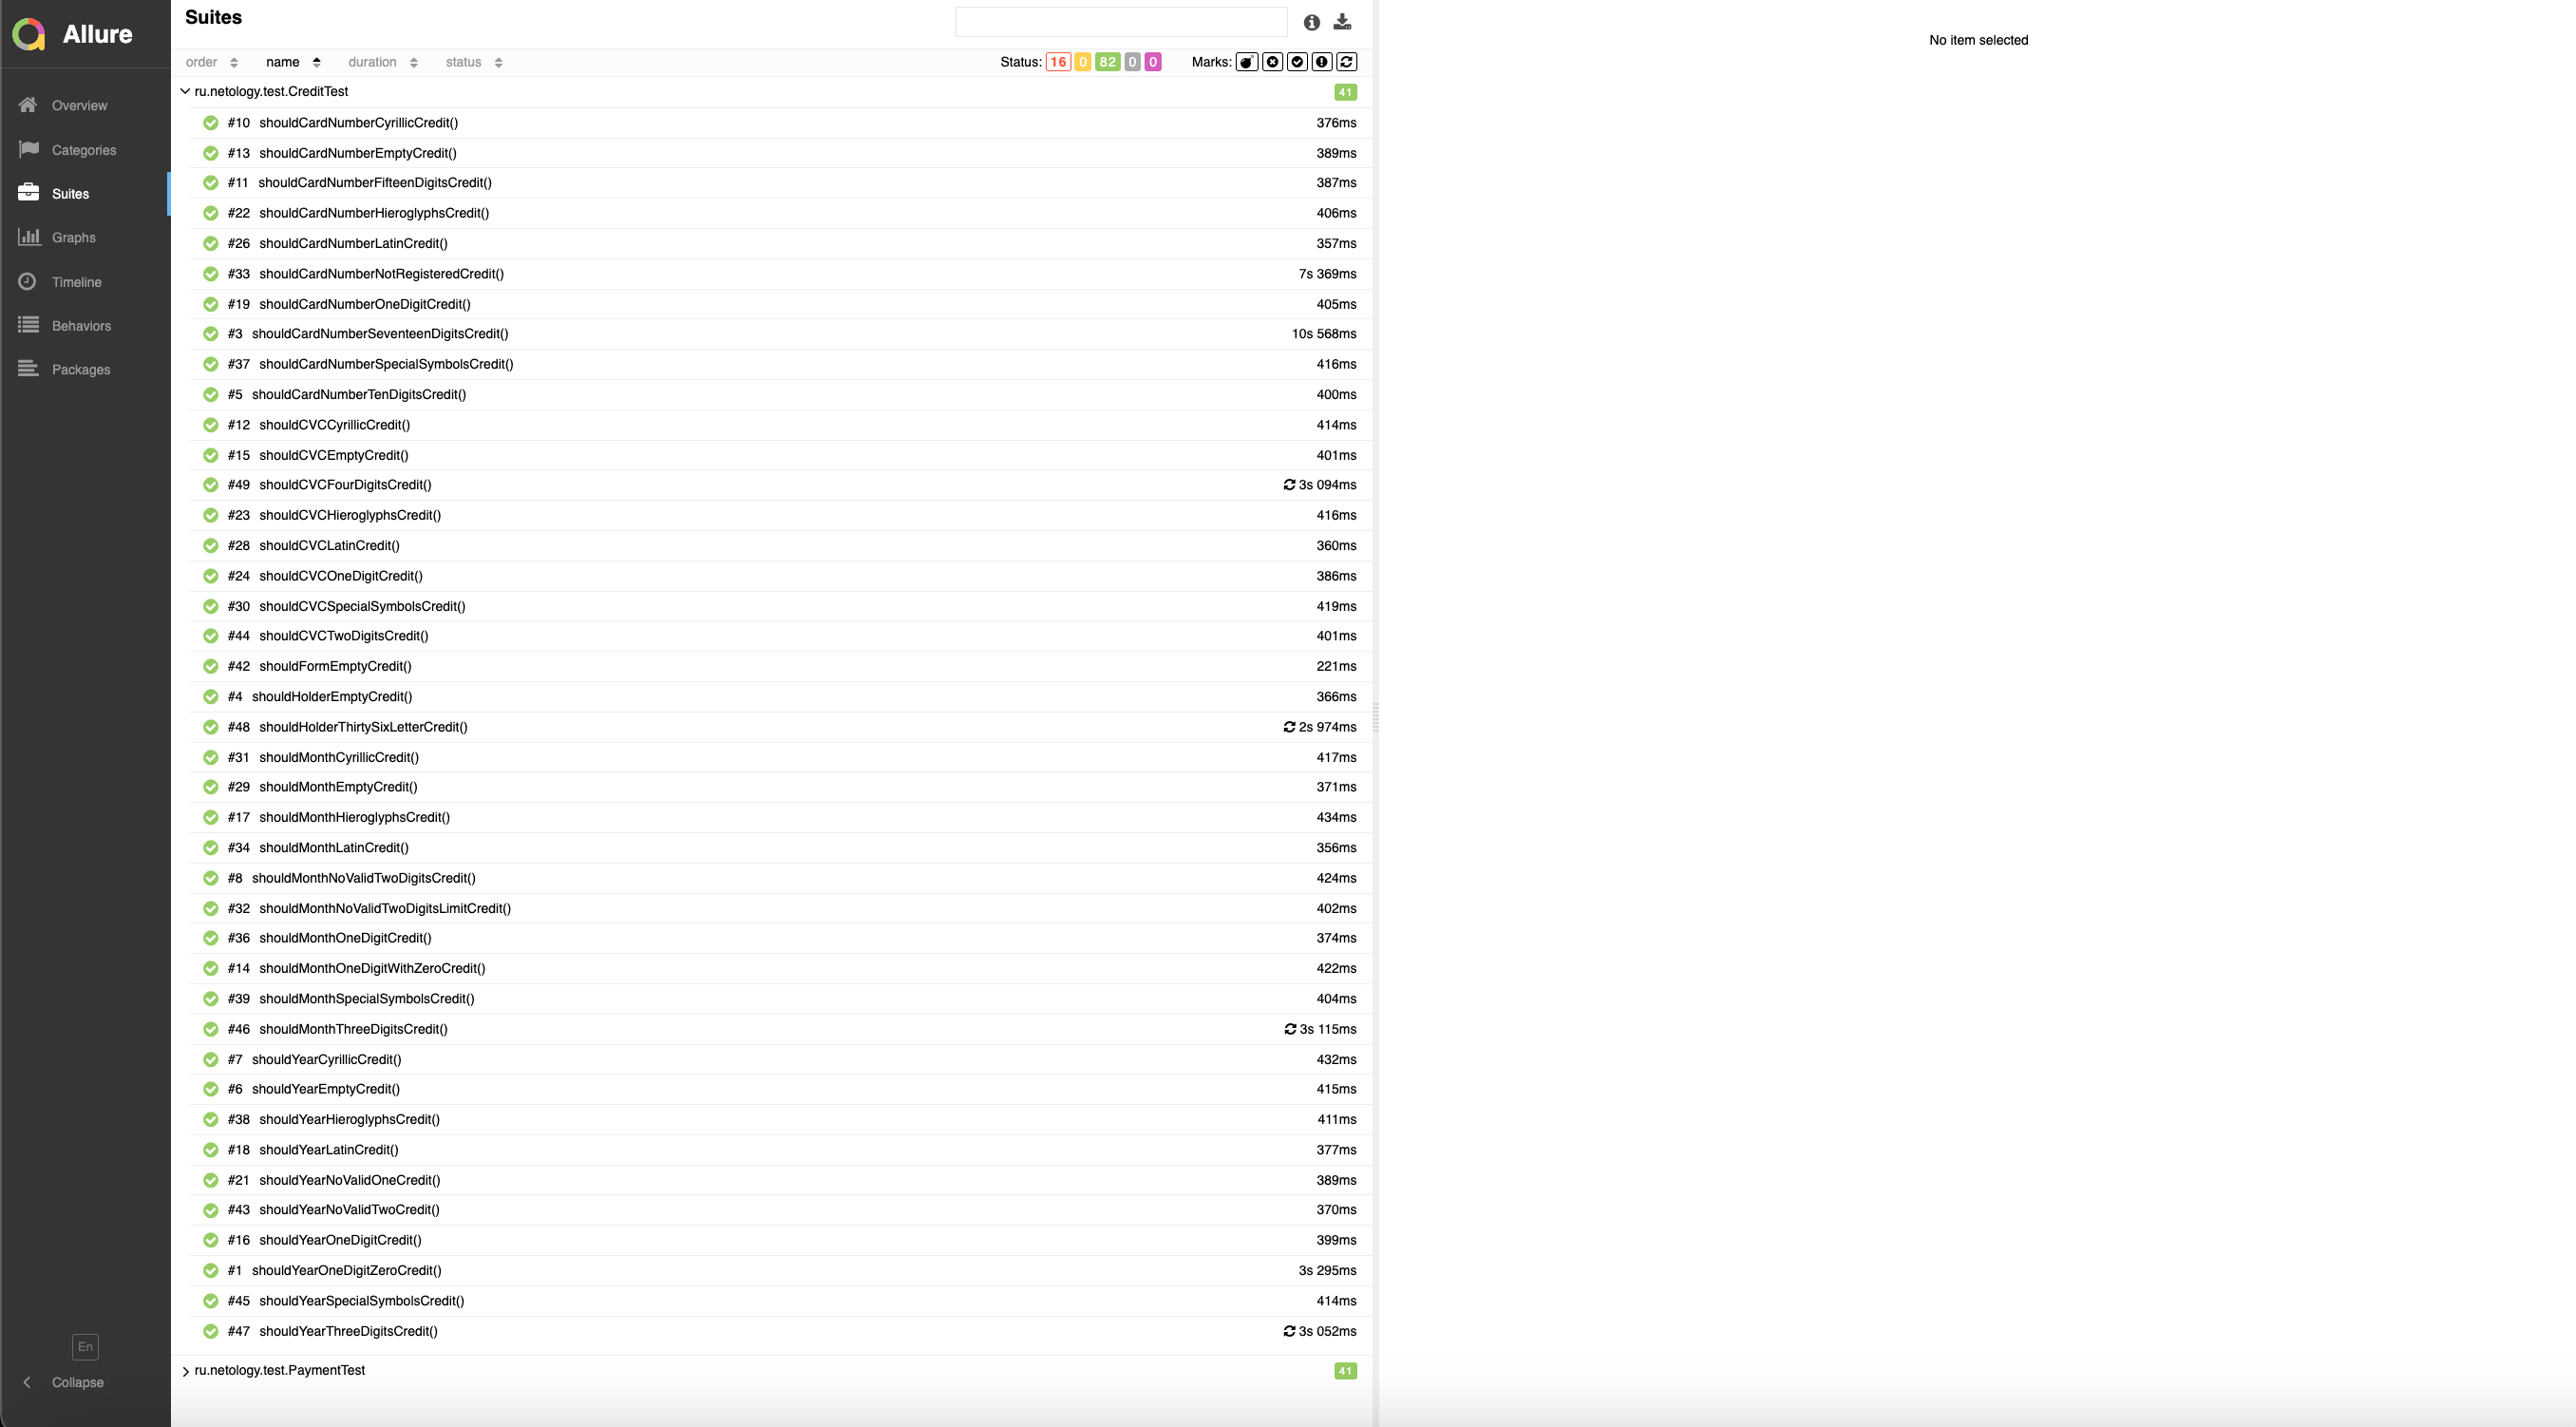 Allure
Overview
Categories
Suites
Graphs
Timeline
Behaviors
Packages
En
Collapse
Suites
order name duration status Status: 16 0 82 0 0 Marks:
ru.netology.test.CreditTest 41
#10 shouldCardNumberCyrillicCredit() 376ms
#13 shouldCardNumberEmptyCredit() 389ms
#11 shouldCardNumberFifteenDigitsCredit() 387ms
#22 shouldCardNumberHieroglyphsCredit() 406ms
#26 shouldCardNumberLatinCredit() 357ms
#33 shouldCardNumberNotRegisteredCredit() 7s 369ms
#19 shouldCardNumberOneDigitCredit() 405ms
#3 shouldCardNumberSeventeenDigitsCredit() 10s 568ms
#37 shouldCardNumberSpecialSymbolsCredit() 416ms
#5 shouldCardNumberTenDigitsCredit() 400ms
#12 shouldCVCCyrillicCredit() 414ms
#15 shouldCVCEmptyCredit() 401ms
#49 shouldCVCFourDigitsCredit() 3s 094ms
#23 shouldCVCHieroglyphsCredit() 416ms
#28 shouldCVCLatinCredit() 360ms
#24 shouldCVCOneDigitCredit() 386ms
#30 shouldCVCSpecialSymbolsCredit() 419ms
#44 shouldCVCTwoDigitsCredit() 401ms
#42 shouldFormEmptyCredit() 221ms
#4 shouldHolderEmptyCredit() 366ms
#48 shouldHolderThirtySixLetterCredit() 2s 974ms
#31 shouldMonthCyrillicCredit() 417ms
#29 shouldMonthEmptyCredit() 371ms
#17 shouldMonthHieroglyphsCredit() 434ms
#34 shouldMonthLatinCredit() 356ms
#8 shouldMonthNoValidTwoDigitsCredit() 424ms
#32 shouldMonthNoValidTwoDigitsLimitCredit() 402ms
#36 shouldMonthOneDigitCredit() 374ms
#14 shouldMonthOneDigitWithZeroCredit() 422ms
#39 shouldMonthSpecialSymbolsCredit() 404ms
#46 shouldMonthThreeDigitsCredit() 3s 115ms
#7 shouldYearCyrillicCredit() 432ms
#6 shouldYearEmptyCredit() 415ms
#38 shouldYearHieroglyphsCredit() 411ms
#18 shouldYearLatinCredit() 377ms
#21 shouldYearNoValidOneCredit() 389ms
#43 shouldYearNoValidTwoCredit() 370ms
#16 shouldYearOneDigitCredit() 399ms
#1 shouldYearOneDigitZeroCredit() 3s 295ms
#45 shouldYearSpecialSymbolsCredit() 414ms
#47 shouldYearThreeDigitsCredit() 3s 052ms
ru.netology.test.PaymentTest 41
No item selected